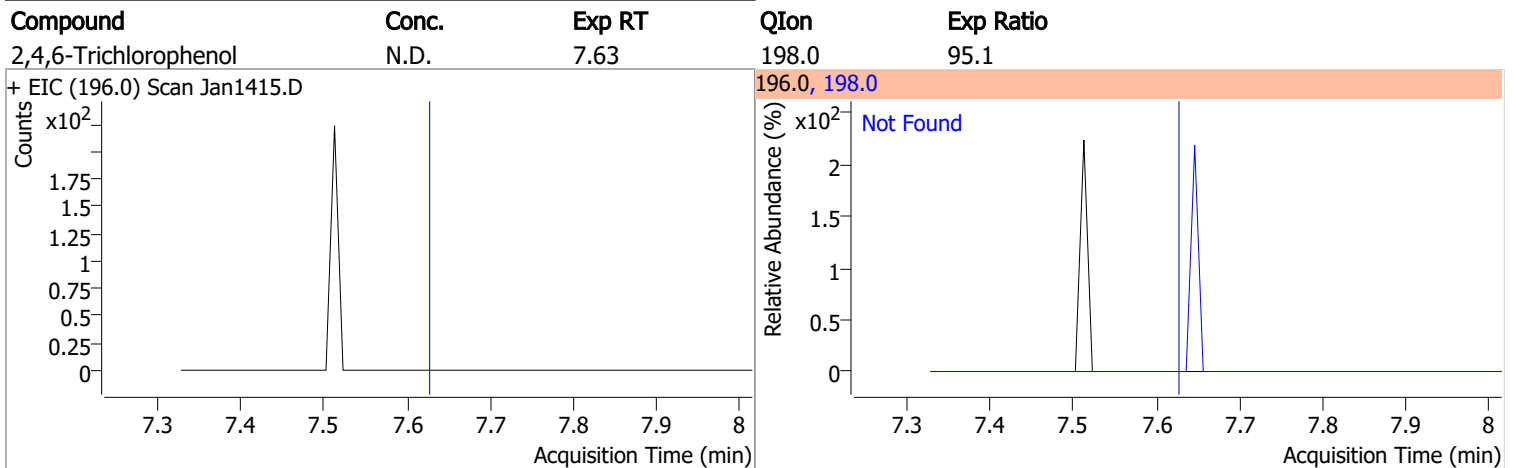 Compound Conc. Exp RT QIon Exp Ratio
2,4,6-Trichlorophenol N.D. 7.63 198.0 95.1
+ EIC (196.0) Scan Jan1415.D
Counts
x10²
1.75
1.5
1.25
1
0.75
0.5
0.25
0
7.3 7.4 7.5 7.6 7.7 7.8 7.9 8
Acquisition Time (min)
196.0, 198.0
Relative Abundance (%)
x10²
Not Found
2
1.5
1
0.5
0
7.3 7.4 7.5 7.6 7.7 7.8 7.9 8
Acquisition Time (min)